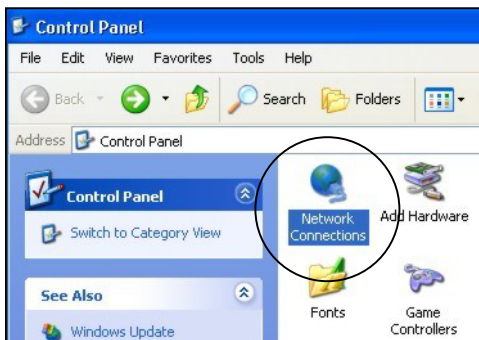 Control Panel
File Edit View Favorites Tools Help
Back Search Folders
Address Control Panel
Control Panel
Switch to Category View
See Also
Windows Update
Network
Connections
Add Hardware
Fonts
Game
Controllers